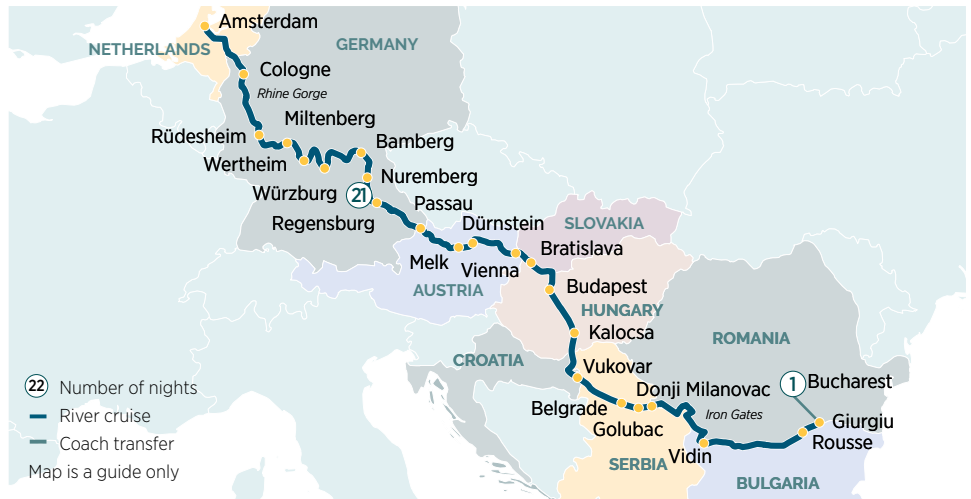 Amsterdam
NETHERLANDS
GERMANY
Cologne
Rhine Gorge
Miltenberg
Rüdesheim
Bamberg
Wertheim
Nuremberg
Würzburg
21
Passau
Regensburg
Dürnstein
SLOVAKIA
Bratislava
Melk
Vienna
AUSTRIA
Budapest
HUNGARY
Kalocsa
ROMANIA
CROATIA
Vukovar
22 Number of nights
Donji Milanovac
1 Bucharest
River cruise
Belgrade
Iron Gates
Giurgiu
Golubac
Rousse
Coach transfer
Vidin
SERBIA
Map is a guide only
BULGARIA